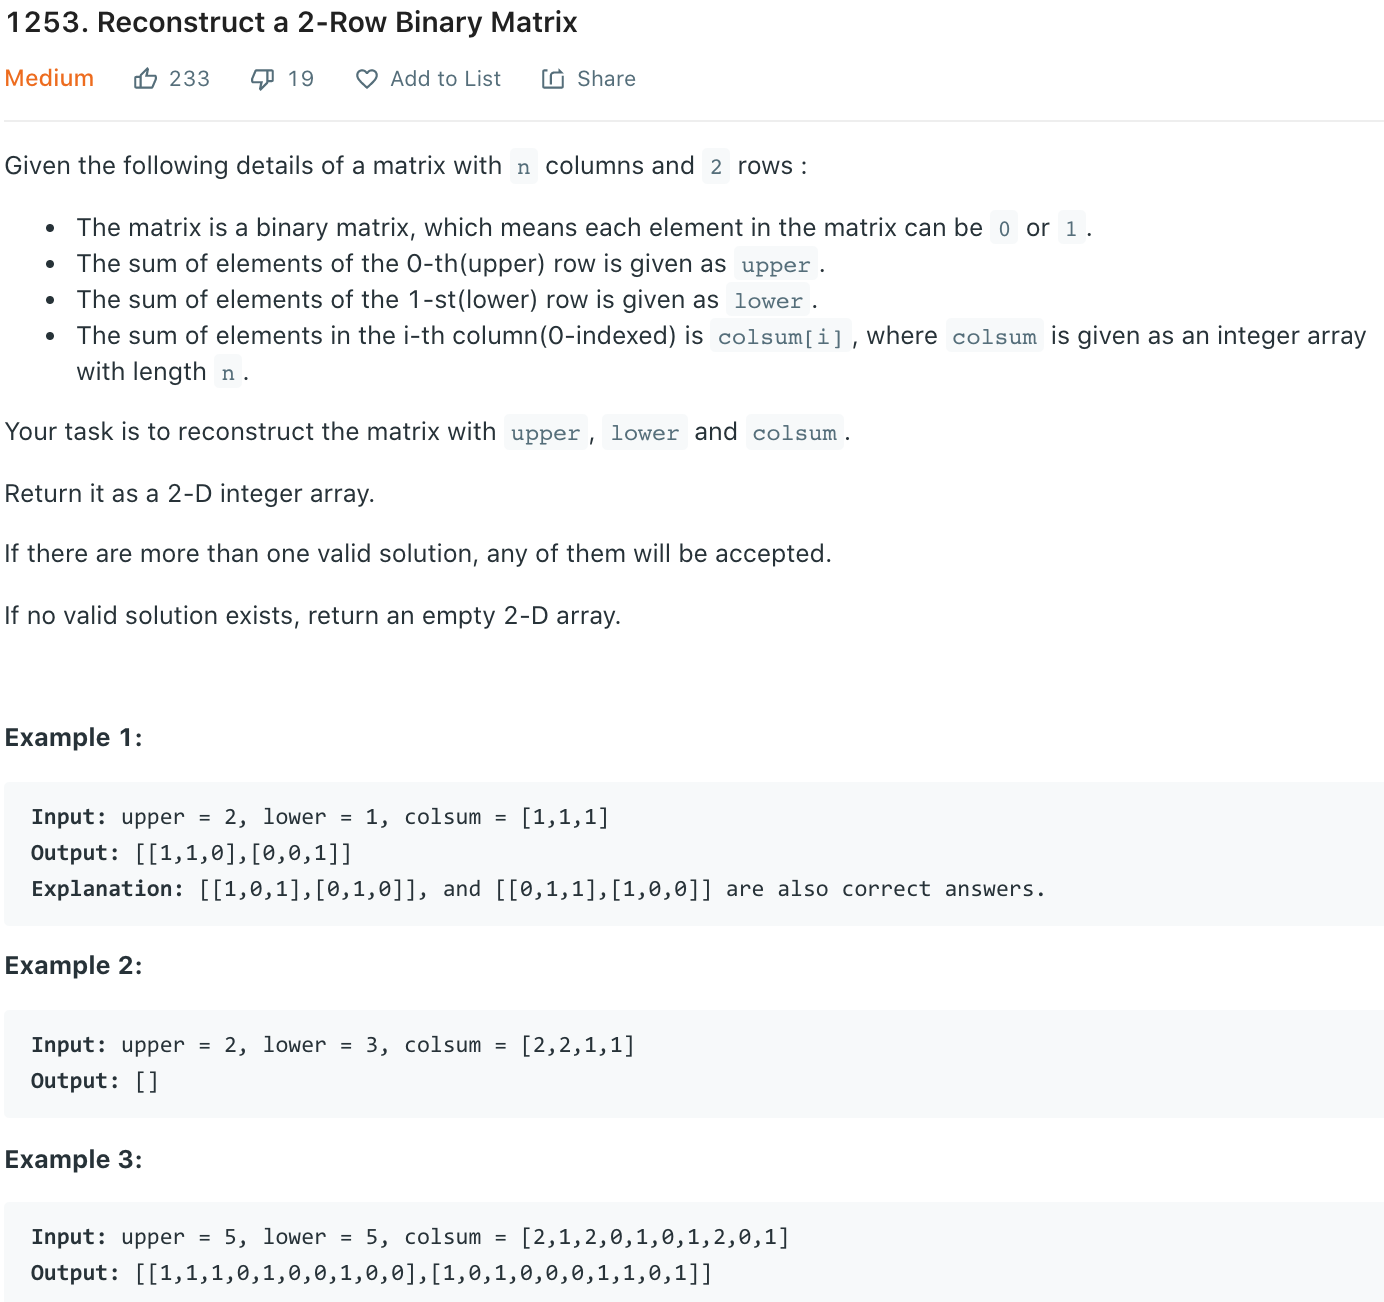 1253. Reconstruct a 2-Row Binary Matrix
Medium 233 19 Add to List Share
Given the following details of a matrix with n columns and 2 rows :
• The matrix is a binary matrix, which means each element in the matrix can be 0 or 1.
• The sum of elements of the 0-th(upper) row is given as upper.
• The sum of elements of the 1-st(lower) row is given as lower.
• The sum of elements in the i-th column(0-indexed) is colsum[i], where colsum is given as an integer array
with length n.
Your task is to reconstruct the matrix with upper, lower and colsum.
Return it as a 2-D integer array.
If there are more than one valid solution, any of them will be accepted.
If no valid solution exists, return an empty 2-D array.
Example 1:
Input: upper = 2, lower = 1, colsum = [1,1,1]
Output: [[1,1,0],[0,0,1]]
Explanation: [[1,0,1],[0,1,0]], and [[0,1,1],[1,0,0]] are also correct answers.
Example 2:
Input: upper = 2, lower = 3, colsum = [2,2,1,1]
Output: []
Example 3:
Input: upper = 5, lower = 5, colsum = [2,1,2,0,1,0,1,2,0,1]
Output: [[1,1,1,0,1,0,0,1,0,0],[1,0,1,0,0,0,1,1,0,1]]